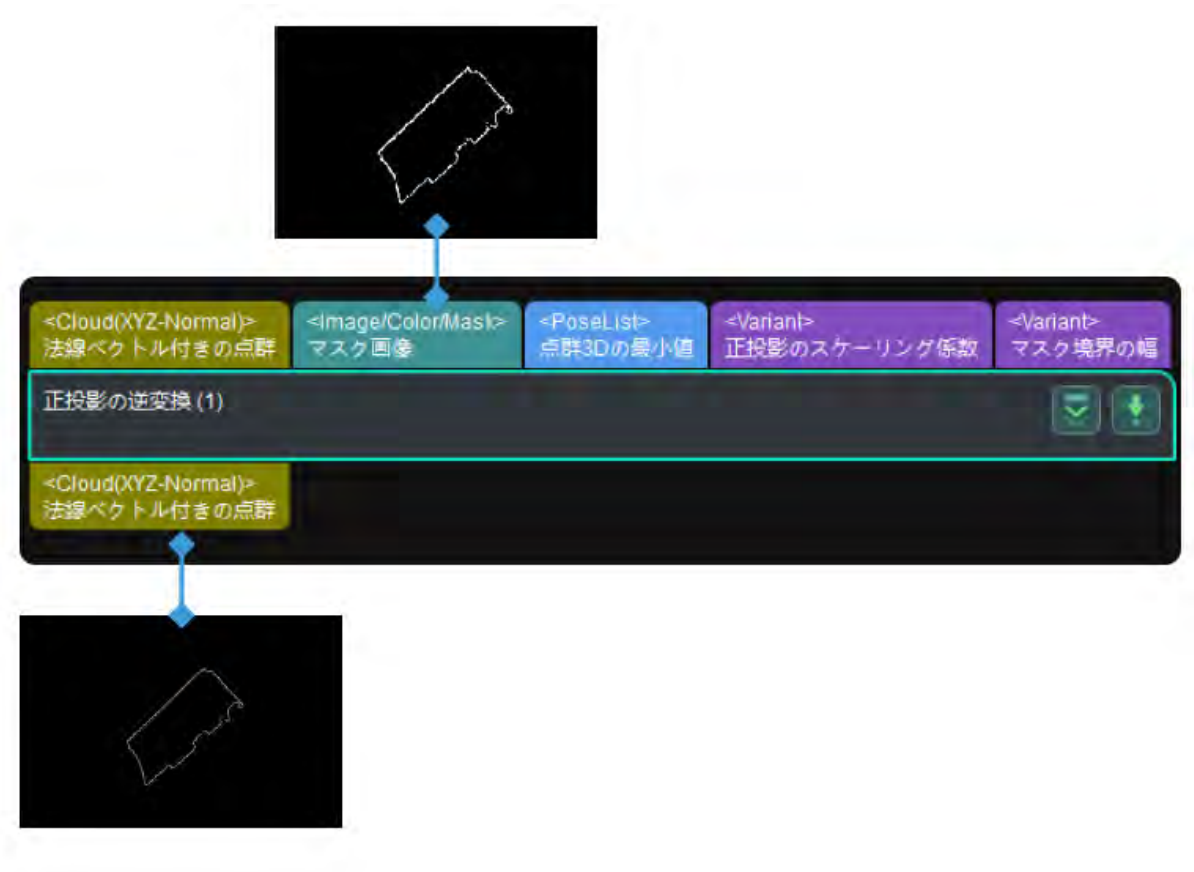 <Cloud(XYZ-Normal)>
法線ベクトル付きの点群
<Image/Color/Mask>
マスク画像
<PoseList>
点群3Dの最小値
<Variant>
正投影のスケーリング係数
<Variant>
マスク境界の幅
正投影の逆変換 (1)
<Cloud(XYZ-Normal)>
法線ベクトル付きの点群